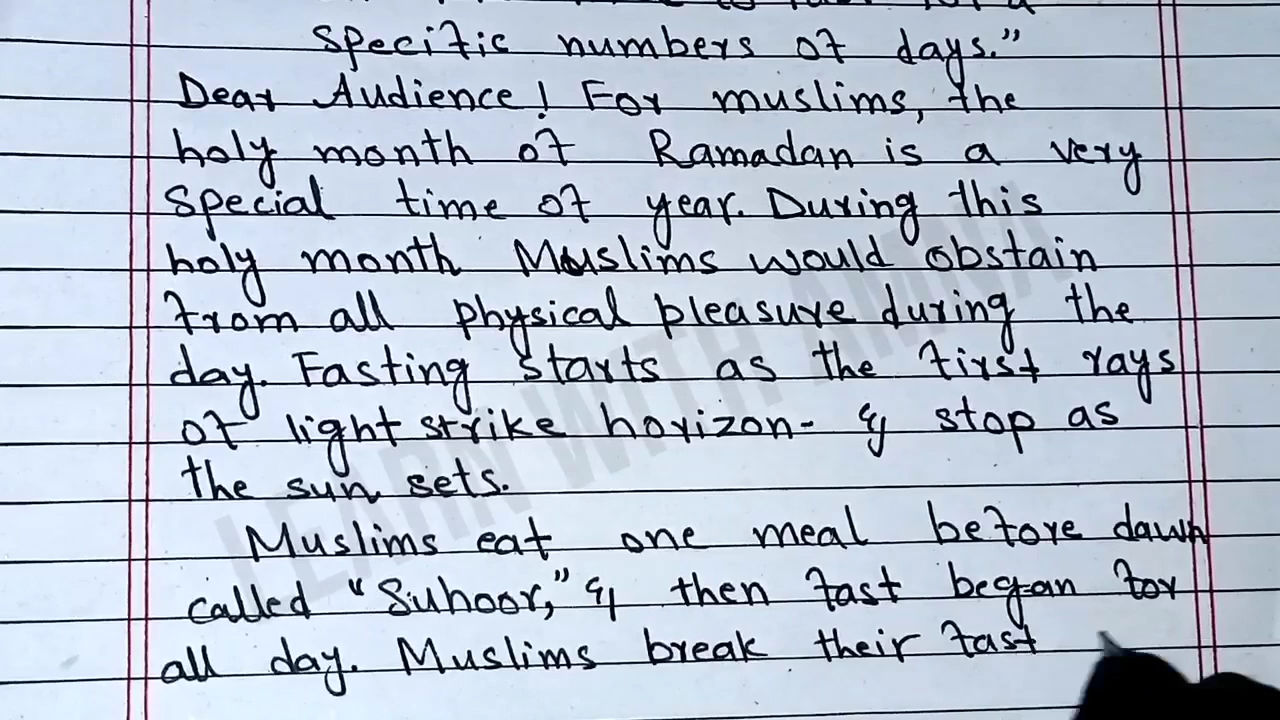 specific numbers of days."
Dear Audience! For muslims, the
holy month of Ramadan is a very
special time of year. During this
holy month Muslims would obstain
from all physical pleasure during the
day. Fasting starts as the first rays
of light strike horizon- & stop as
the sun sets.
Muslims eat one meal before dawn
called "Suhoor," & then fast began for
all day. Muslims break their fast
LEARN WITH AMNA